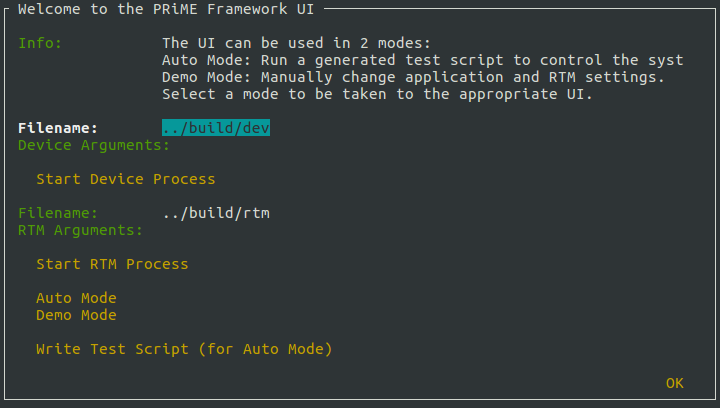 Welcome to the PRiME Framework UI
Info: The UI can be used in 2 modes:
Auto Mode: Run a generated test script to control the syst
Demo Mode: Manually change application and RTM settings.
Select a mode to be taken to the appropriate UI.
Filename: ../build/dev
Device Arguments:
Start Device Process
Filename: ../build/rtm
RTM Arguments:
Start RTM Process
Auto Mode
Demo Mode
Write Test Script (for Auto Mode)
OK